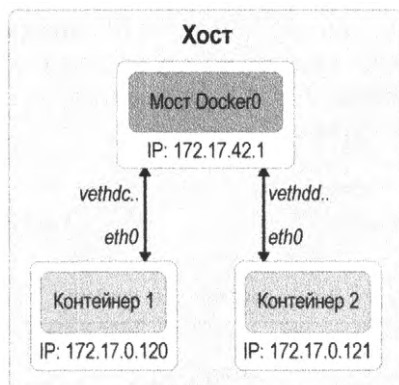 Хост
Мост Docker0
IP: 172.17.42.1
vethdc.. vethdd..
eth0 eth0
Контейнер 1 Контейнер 2
IP: 172.17.0.120 IP: 172.17.0.121